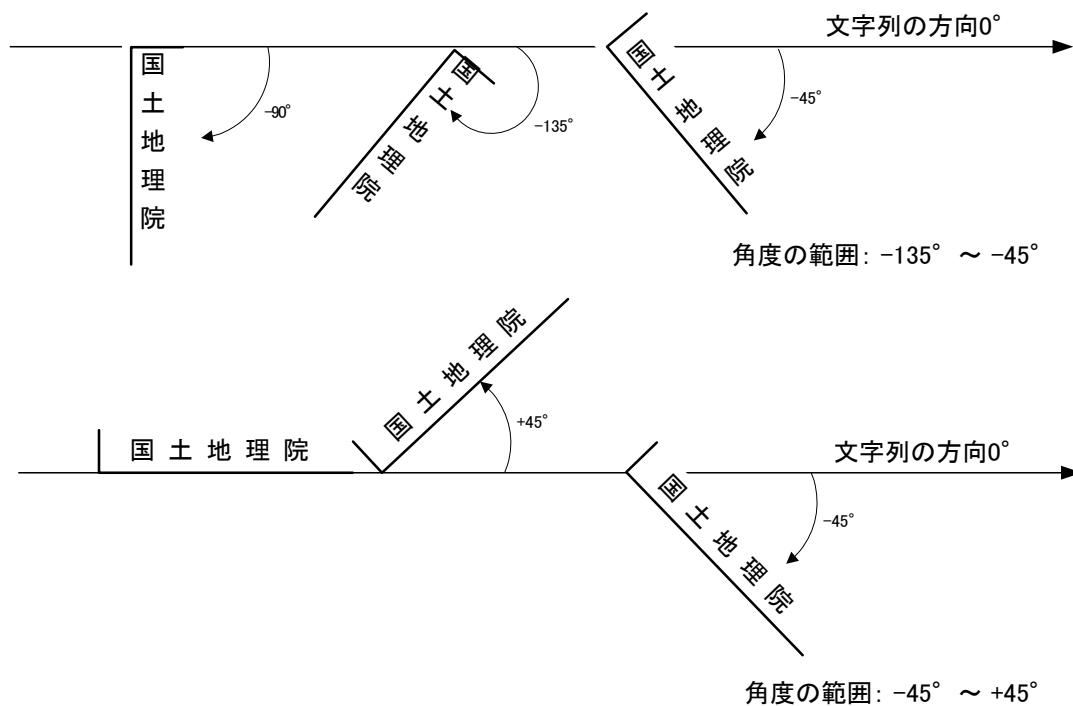 文字列の方向0°
国土地理院
-90°
国土地理院
-135°
国土地理院
-45°
角度の範囲: -135° ～ -45°
国土地理院
国土地理院
+45°
文字列の方向0°
国土地理院
-45°
角度の範囲: -45° ～ +45°